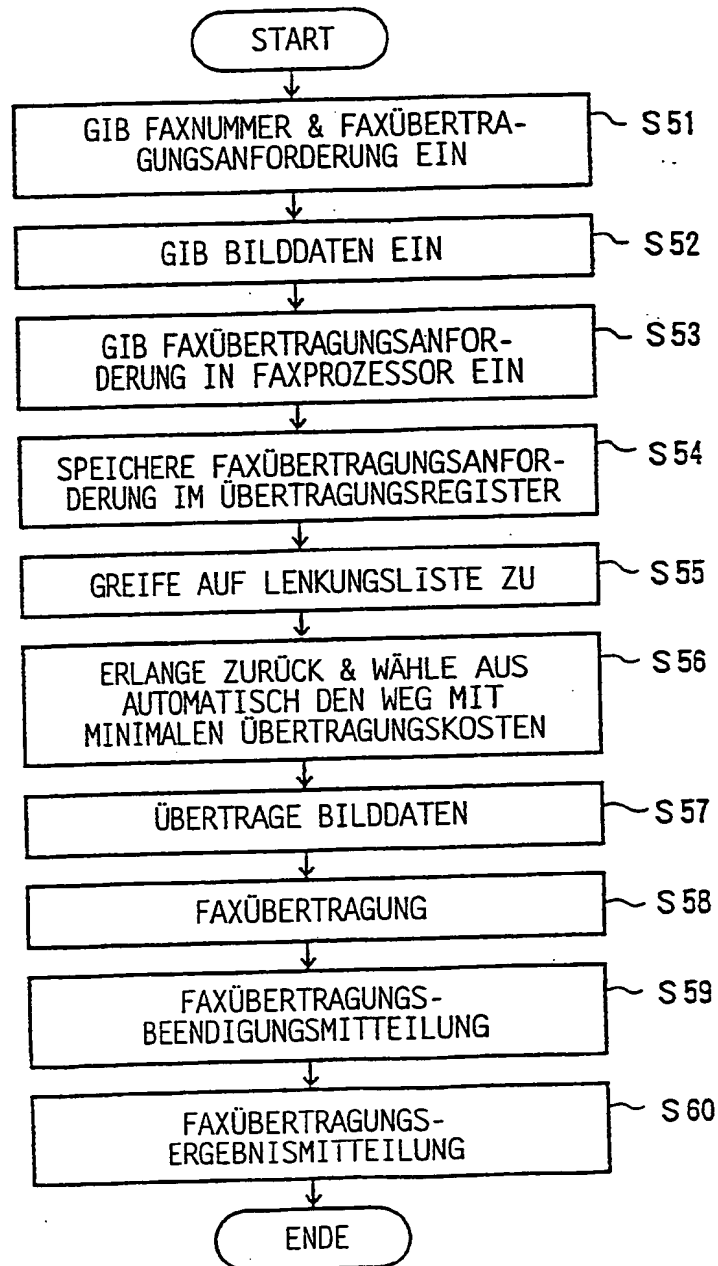 START
GIB FAXNUMMER & FAXÜBERTRA-
GUNGSANFORDERUNG EIN
S51
GIB BILDDATEN EIN
S52
GIB FAXÜBERTRAGUNGSANFOR-
DERUNG IN FAXPROZESSOR EIN
S53
SPEICHERE FAXÜBERTRAGUNGSANFOR-
DERUNG IM ÜBERTRAGUNGSREGISTER
S54
GREIFE AUF LENKUNGSLISTE ZU
S55
ERLANGE ZURÜCK & WÄHLE AUS
AUTOMATISCH DEN WEG MIT
MINIMALEN ÜBERTRAGUNGSKOSTEN
S56
ÜBERTRAGE BILDDATEN
S57
FAXÜBERTRAGUNG
S58
FAXÜBERTRAGUNGS-
BEENDIGUNGSMITTEILUNG
S59
FAXÜBERTRAGUNGS-
ERGEBNISMITTEILUNG
S60
ENDE